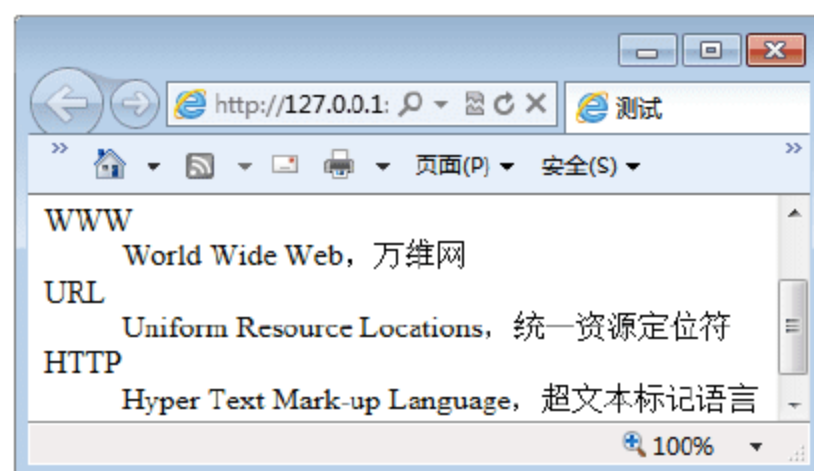 http://127.0.0.1:
测试
页面(P)
安全(S)
WWW
World Wide Web，万维网
URL
Uniform Resource Locations，统一资源定位符
HTTP
Hyper Text Mark-up Language，超文本标记语言
100%